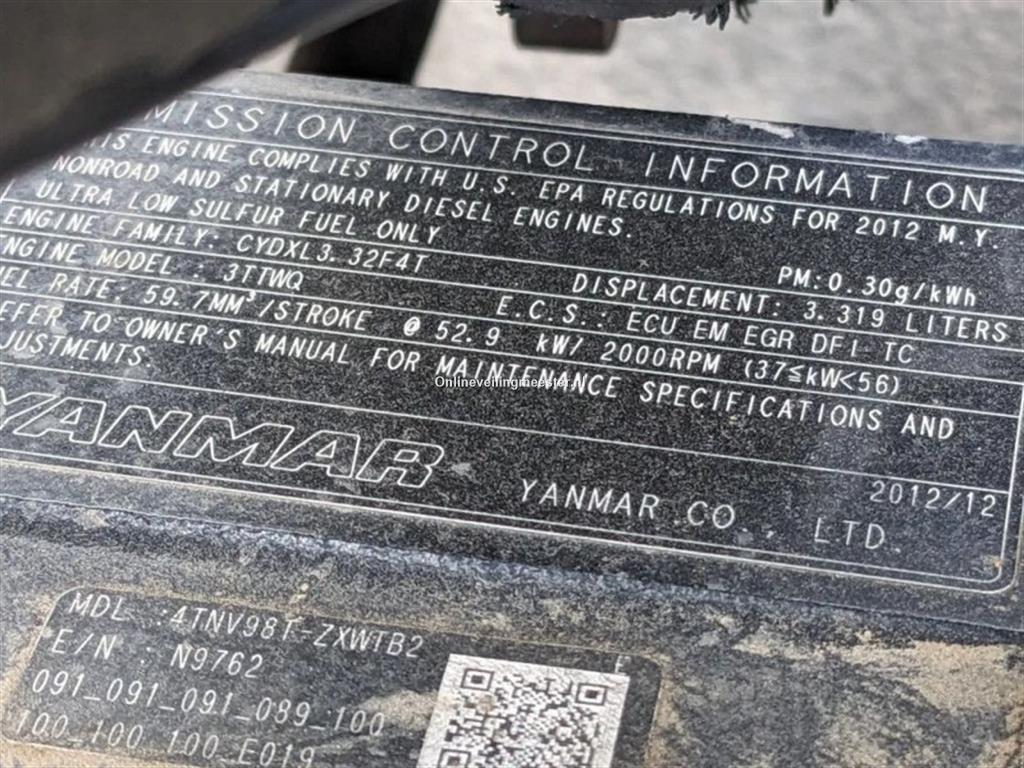 MISSION CONTROL INFORMATION
THIS ENGINE COMPLIES WITH U.S. EPA REGULATIONS FOR 2012 M.Y.
NONROAD AND STATIONARY DIESEL ENGINES.
ULTRA LOW SULFUR FUEL ONLY PM:0.30g/kWh
ENGINE FAMILY: CYDXL3.32F4T DISPLACEMENT: 3.319 LITERS
ENGINE MODEL : 3TTWQ E.C.S.: ECU EM EGR DFI TC
FUEL RATE: 59.7MM³/STROKE @ 52.9 kW/ 2000RPM (37≦kW<56)
REFER TO OWNER'S MANUAL FOR MAINTENANCE SPECIFICATIONS AND
JUSTMENTS.
Onlineveilingmeester.nl
YANMAR
2012/12
YANMAR CO., LTD.
MDL :4TNV98T-ZXWTB2
E/N : N9762
091_091_091_089_100
100_100_100_E019